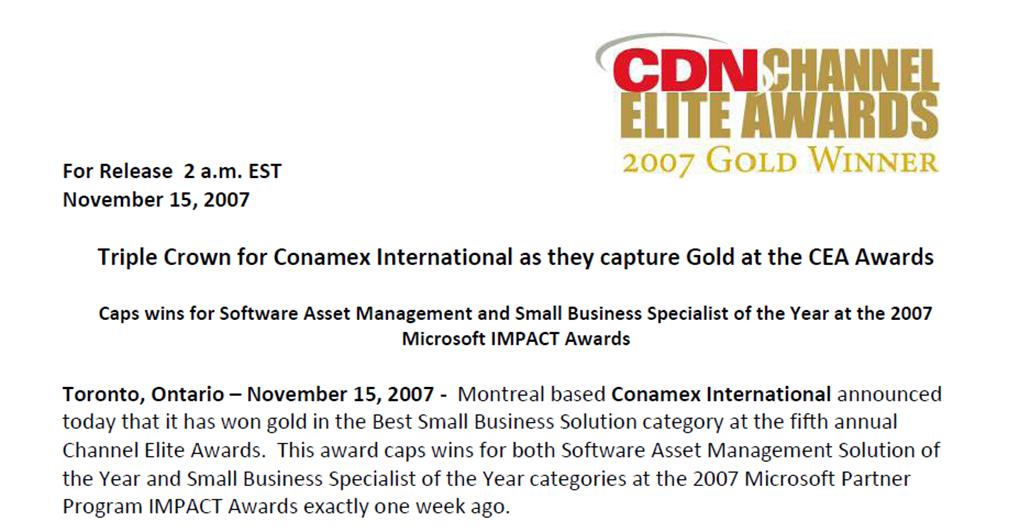 CDN CHANNEL
ELITE AWARDS
2007 GOLD WINNER
For Release  2 a.m. EST
November 15, 2007
Triple Crown for Conamex International as they capture Gold at the CEA Awards
Caps wins for Software Asset Management and Small Business Specialist of the Year at the 2007
Microsoft IMPACT Awards
Toronto, Ontario – November 15, 2007 -  Montreal based Conamex International announced
today that it has won gold in the Best Small Business Solution category at the fifth annual
Channel Elite Awards.  This award caps wins for both Software Asset Management Solution of
the Year and Small Business Specialist of the Year categories at the 2007 Microsoft Partner
Program IMPACT Awards exactly one week ago.